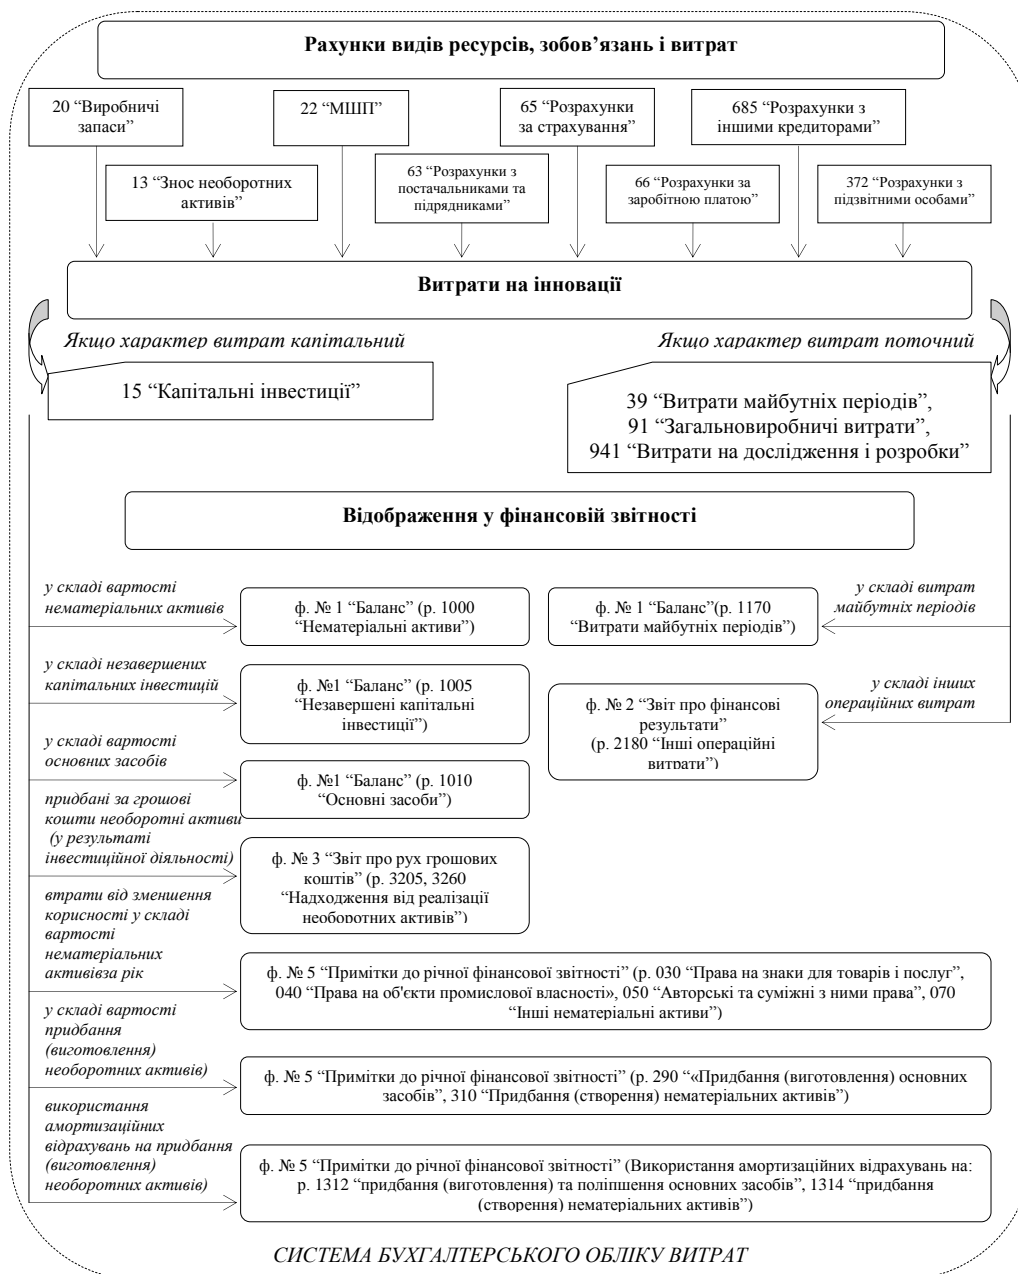 Рахунки видів ресурсів, зобов’язань і витрат
20 “Виробничі
запаси”
22 “МШП”
65 “Розрахунки
за страхування”
685 “Розрахунки з
іншими кредиторами”
13 “Знос необоротних
активів”
63 “Розрахунки з
постачальниками та
підрядниками”
66 “Розрахунки за
заробітною платою”
372 “Розрахунки з
підзвітними особами”
Витрати на інновації
Якщо характер витрат капітальний
Якщо характер витрат поточний
15 “Капітальні інвестиції”
39 “Витрати майбутніх періодів”,
91 “Загальновиробничі витрати”,
941 “Витрати на дослідження і розробки”
Відображення у фінансовій звітності
у складі вартості
нематеріальних активів
ф. № 1 “Баланс” (р. 1000
“Нематеріальні активи”)
ф. № 1 “Баланс”(р. 1170
“Витрати майбутніх періодів”)
у складі витрат
майбутніх періодів
у складі незавершених
капітальних інвестицій
ф. №1 “Баланс” (р. 1005
“Незавершені капітальні
інвестиції”)
ф. № 2 “Звіт про фінансові
результати”
(р. 2180 “Інші операційні
витрати”)
у складі інших
операційних витрат
у складі вартості
основних засобів
ф. №1 “Баланс” (р. 1010
“Основні засоби”)
придбані за грошові
кошти необоротні активи
(у результаті
інвестиційної діяльності)
ф. № 3 “Звіт про рух грошових
коштів” (р. 3205, 3260
“Надходження від реалізації
необоротних активів”)
втрати від зменшення
корисності у складі
вартості
нематеріальних
активівза рік
ф. № 5 “Примітки до річної фінансової звітності” (р. 030 “Права на знаки для товарів і послуг”,
040 “Права на об'єкти промислової власності», 050 “Авторські та суміжні з ними права”, 070
“Інші нематеріальні активи”)
у складі вартості
придбання
(виготовлення)
необоротних активів)
ф. № 5 “Примітки до річної фінансової звітності” (р. 290 “«Придбання (виготовлення) основних
засобів”, 310 “Придбання (створення) нематеріальних активів”)
використання
амортизаційних
відрахувань на придбання
(виготовлення)
необоротних активів)
ф. № 5 “Примітки до річної фінансової звітності” (Використання амортизаційних відрахувань на:
р. 1312 “придбання (виготовлення) та поліпшення основних засобів”, 1314 “придбання
(створення) нематеріальних активів”)
СИСТЕМА БУХГАЛТЕРСЬКОГО ОБЛІКУ ВИТРАТ